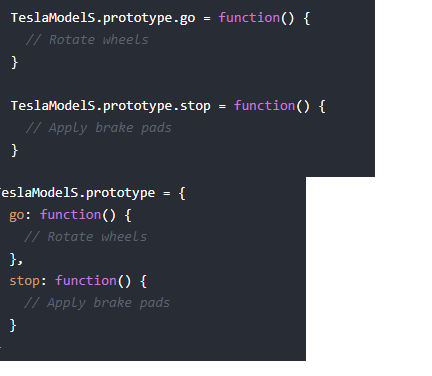 TeslaModelS.prototype.go = function() {
// Rotate wheels
}
TeslaModelS.prototype.stop = function() {
// Apply brake pads
}
eslaModelS.prototype = {
go: function() {
// Rotate wheels
},
stop: function() {
// Apply brake pads
}